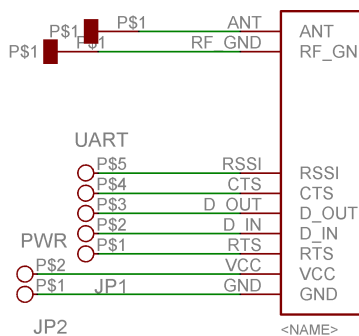 P$1 ANT ANT
P$1
P$1 P$1 RF_GND RF_GN
UART
P$5 RSSI RSSI
P$4 CTS CTS
P$3 D_OUT D_OUT
P$2 D_IN D_IN
PWR P$1 RTS RTS
P$2 VCC VCC
P$1 JP1 GND GND
JP2 <NAME>